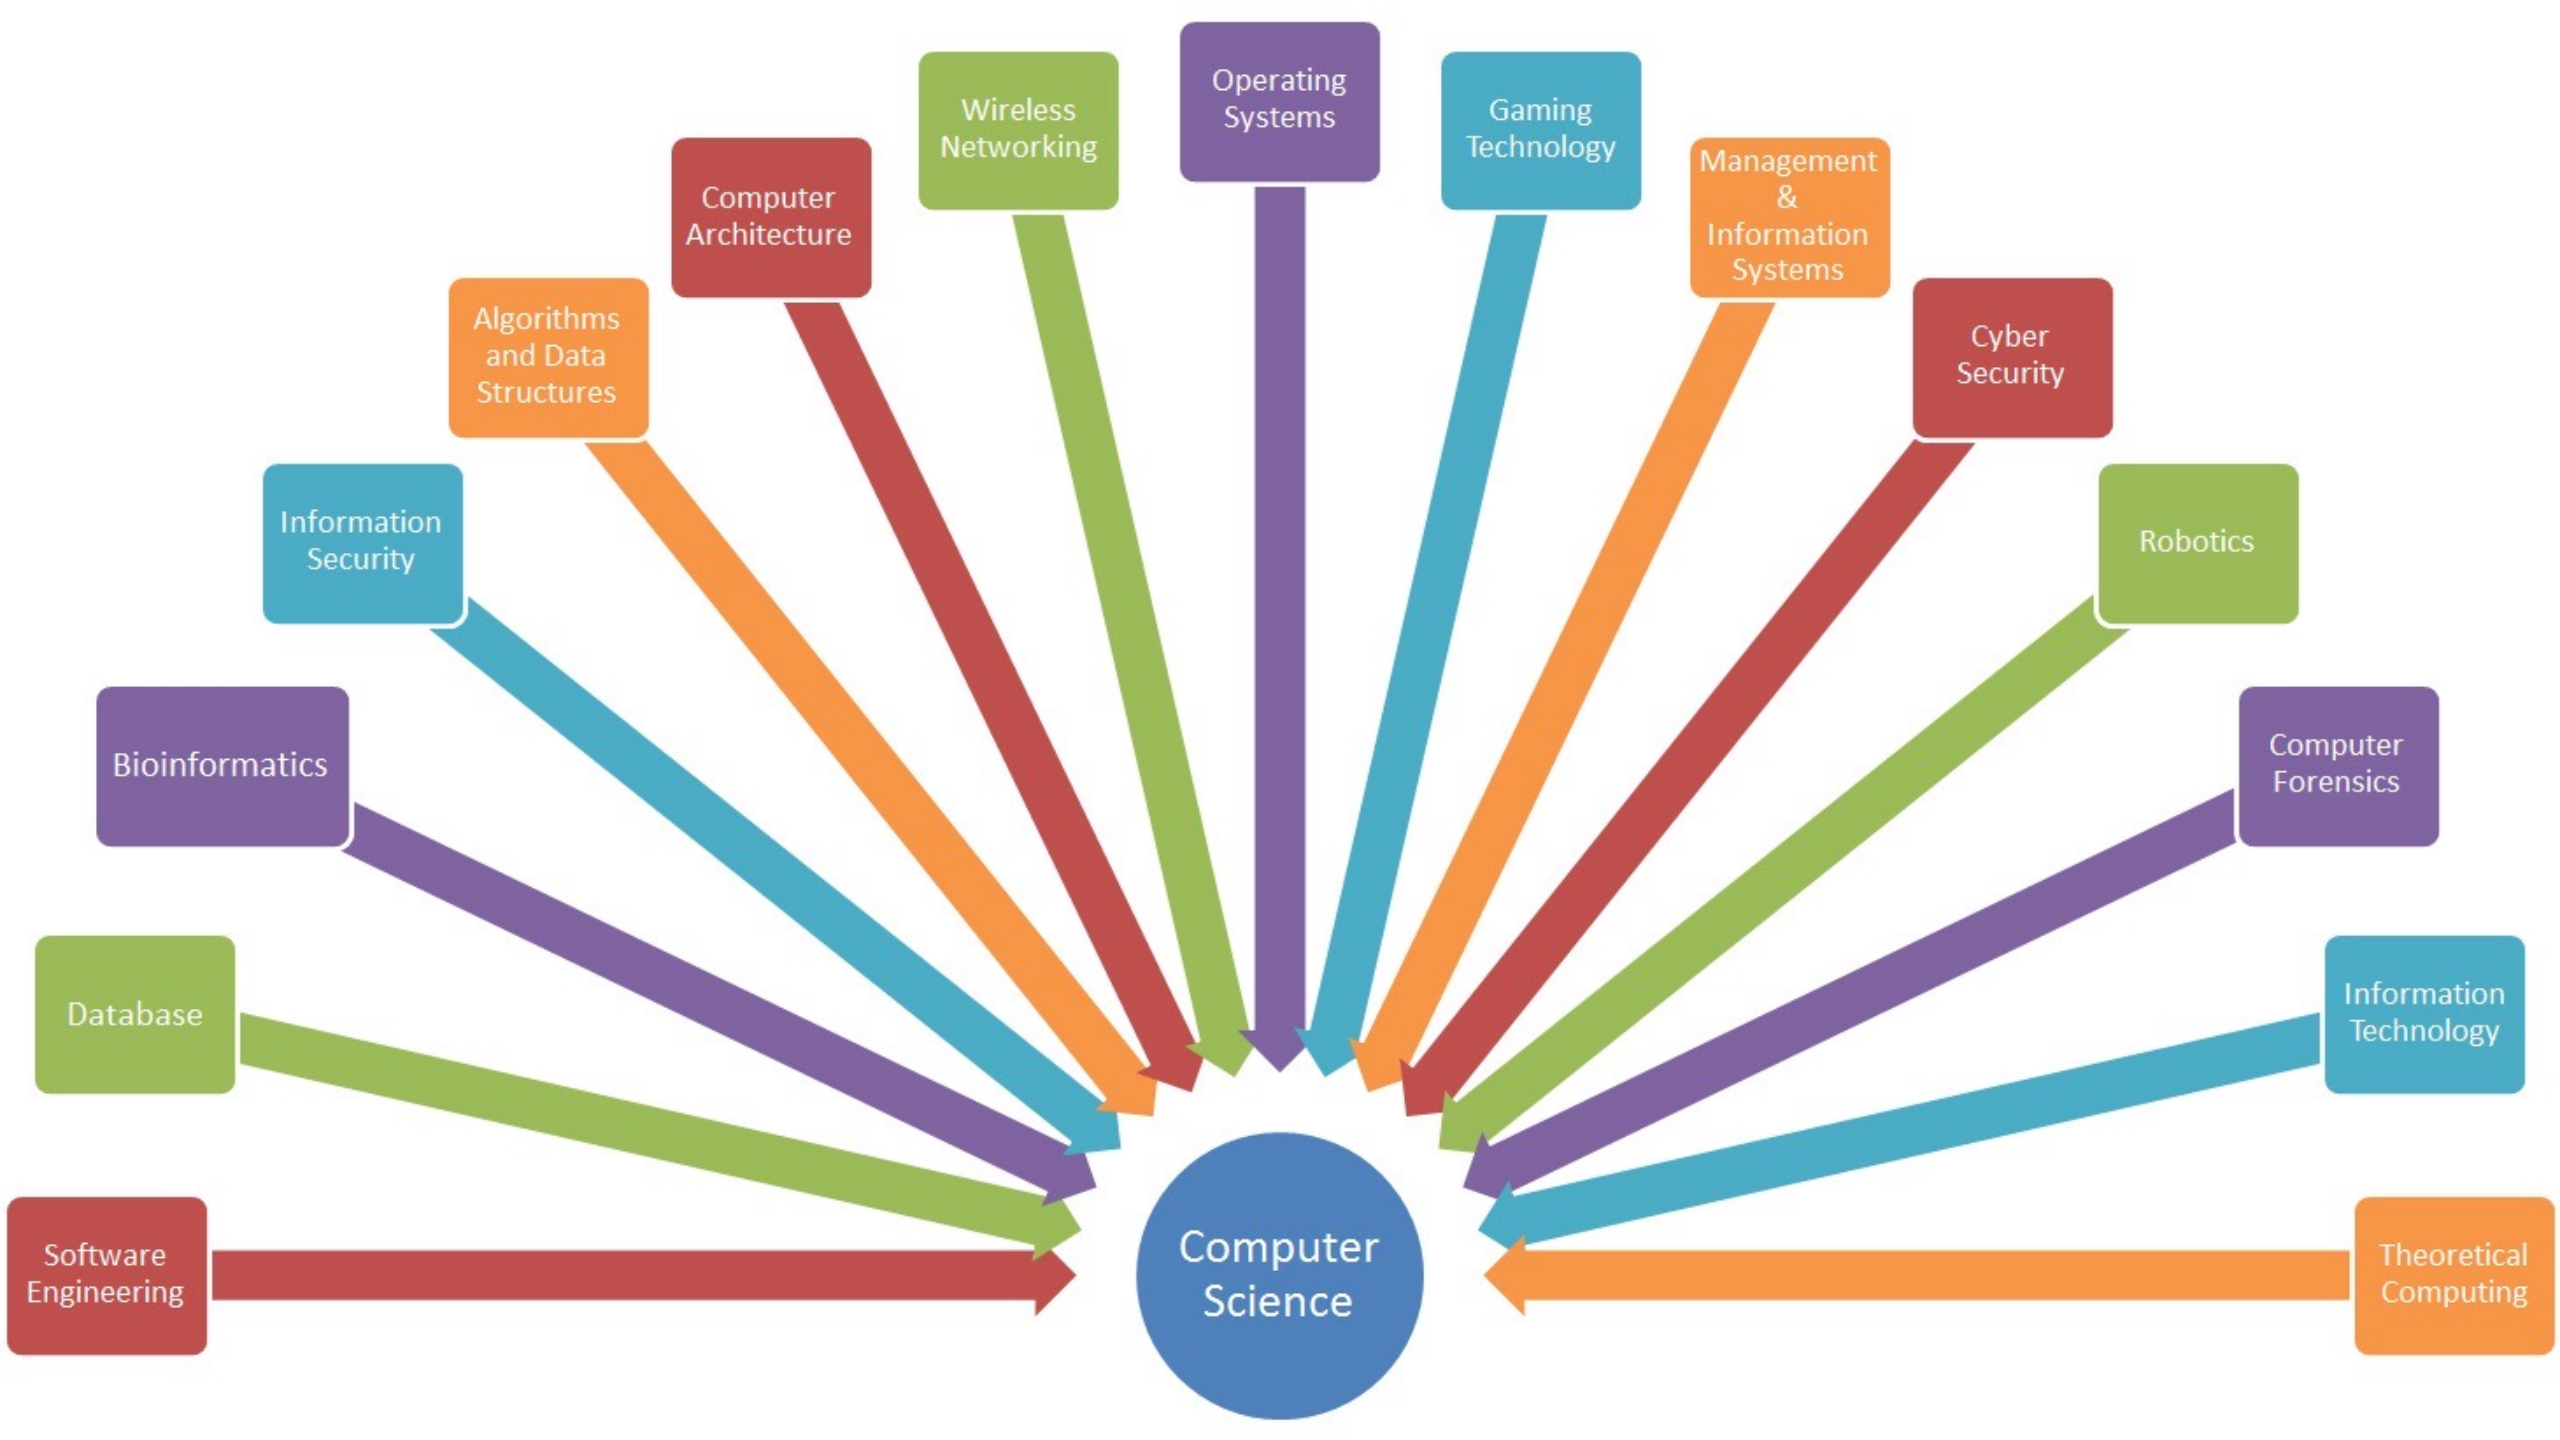 Operating
Systems
Wireless
Networking
Gaming
Technology
Computer
Architecture
Management
&
Information
Systems
Algorithms
and Data
Structures
Cyber
Security
Information
Security
Robotics
Bioinformatics
Computer
Forensics
Database
Information
Technology
Software
Engineering
Computer
Science
Theoretical
Computing